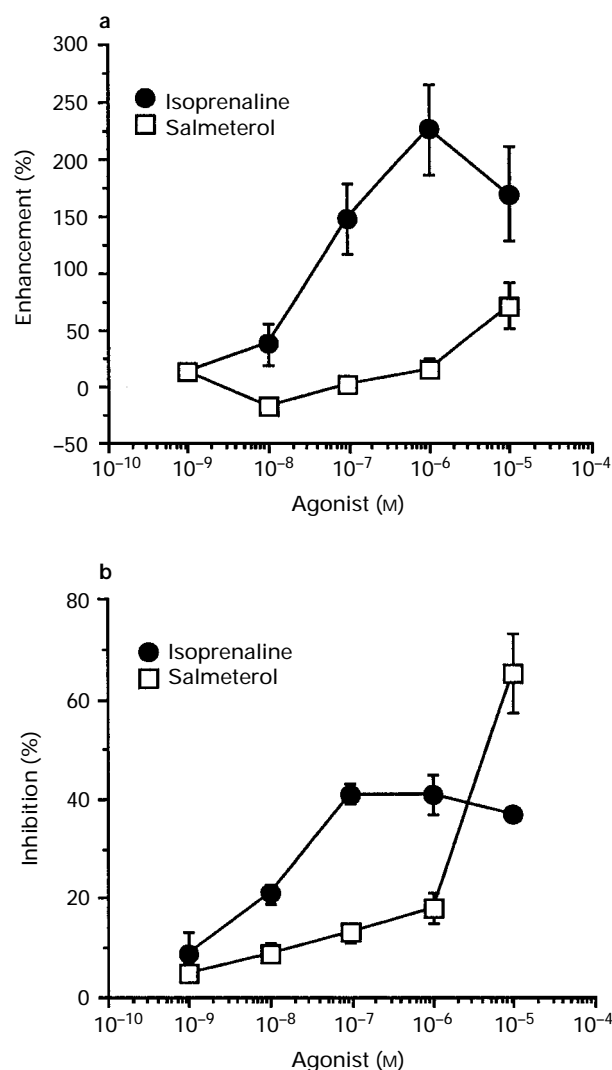 a
300
250
200
150
100
50
0
–50
Enhancement (%)
Isoprenaline
Salmeterol
10⁻¹⁰ 10⁻⁹ 10⁻⁸ 10⁻⁷ 10⁻⁶ 10⁻⁵ 10⁻⁴
Agonist (M)
b
80
60
40
20
0
Inhibition (%)
Isoprenaline
Salmeterol
10⁻¹⁰ 10⁻⁹ 10⁻⁸ 10⁻⁷ 10⁻⁶ 10⁻⁵ 10⁻⁴
Agonist (M)